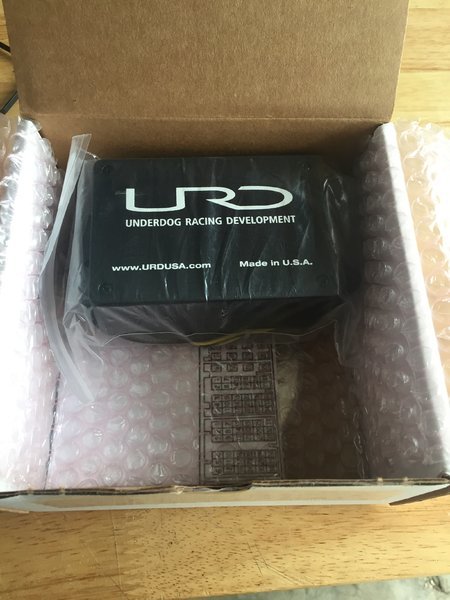 URD
UNDERDOG RACING DEVELOPMENT
www.URDUSA.com Made in U.S.A.